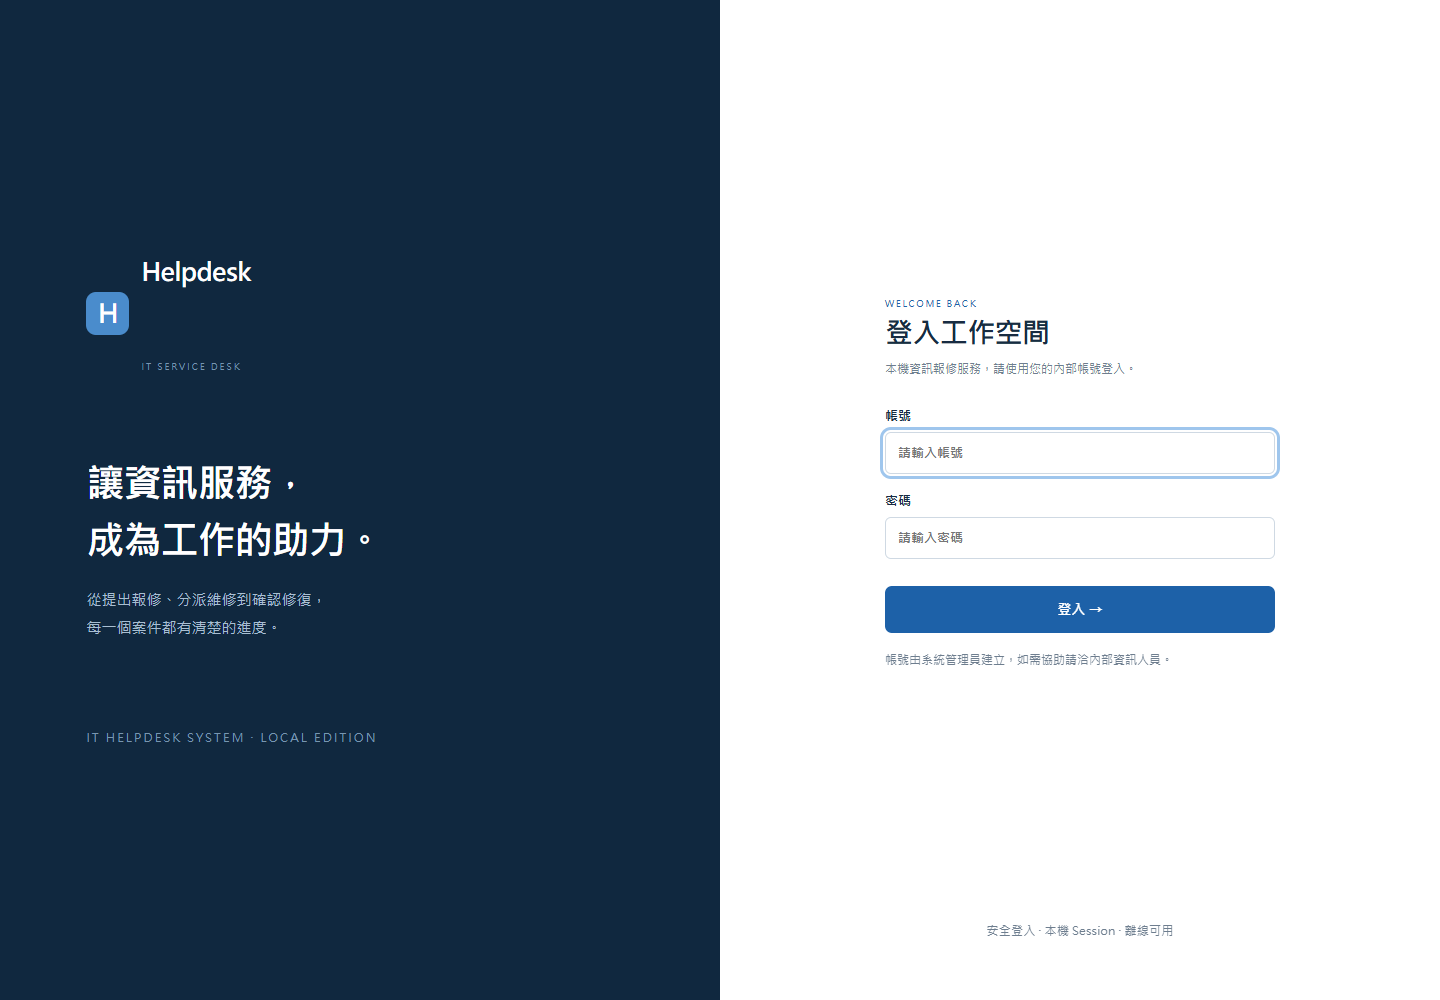 Helpdesk
H
IT SERVICE DESK
讓資訊服務，
成為工作的助力。
從提出報修、分派維修到確認修復，
每一個案件都有清楚的進度。
IT HELPDESK SYSTEM · LOCAL EDITION
WELCOME BACK
登入工作空間
本機資訊報修服務，請使用您的內部帳號登入。
帳號
請輸入帳號
密碼
請輸入密碼
登入 →
帳號由系統管理員建立，如需協助請洽內部資訊人員。
安全登入 · 本機 Session · 離線可用